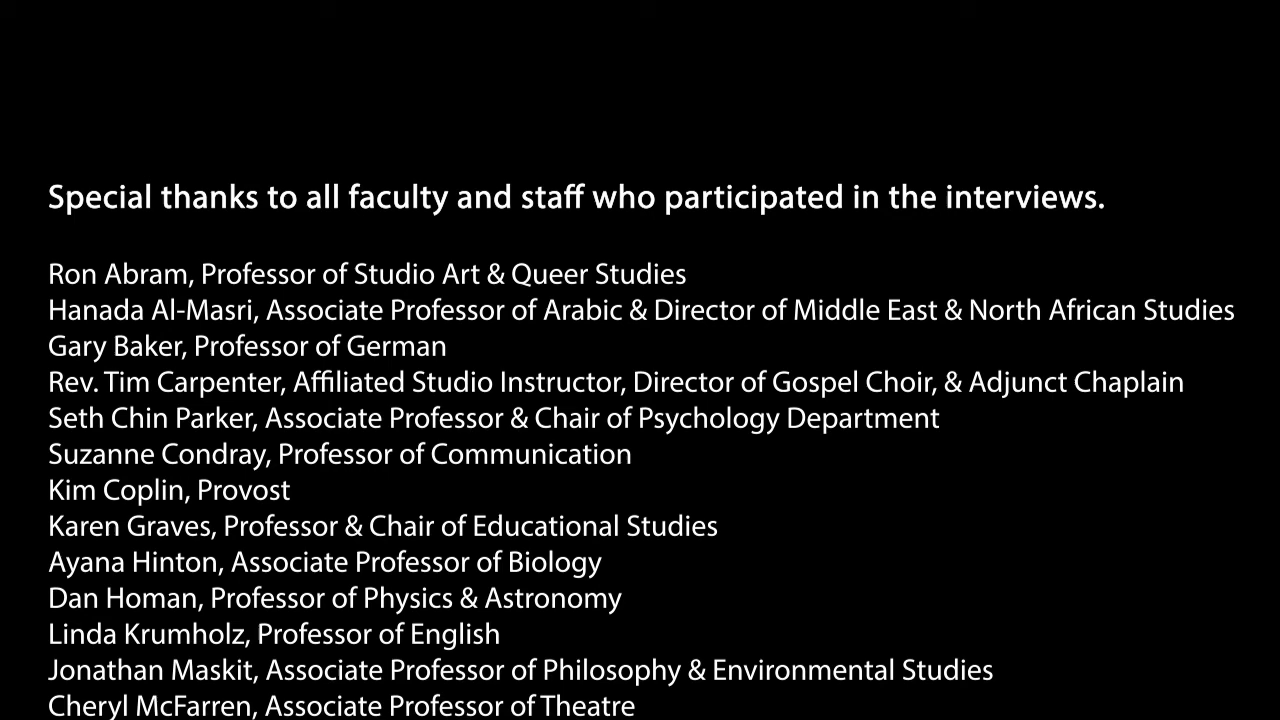 Special thanks to all faculty and staff who participated in the interviews.
Ron Abram, Professor of Studio Art & Queer Studies
Hanada Al-Masri, Associate Professor of Arabic & Director of Middle East & North African Studies
Gary Baker, Professor of German
Rev. Tim Carpenter, Affiliated Studio Instructor, Director of Gospel Choir, & Adjunct Chaplain
Seth Chin Parker, Associate Professor & Chair of Psychology Department
Suzanne Condray, Professor of Communication
Kim Coplin, Provost
Karen Graves, Professor & Chair of Educational Studies
Ayana Hinton, Associate Professor of Biology
Dan Homan, Professor of Physics & Astronomy
Linda Krumholz, Professor of English
Jonathan Maskit, Associate Professor of Philosophy & Environmental Studies
Cheryl McFarren, Associate Professor of Theatre